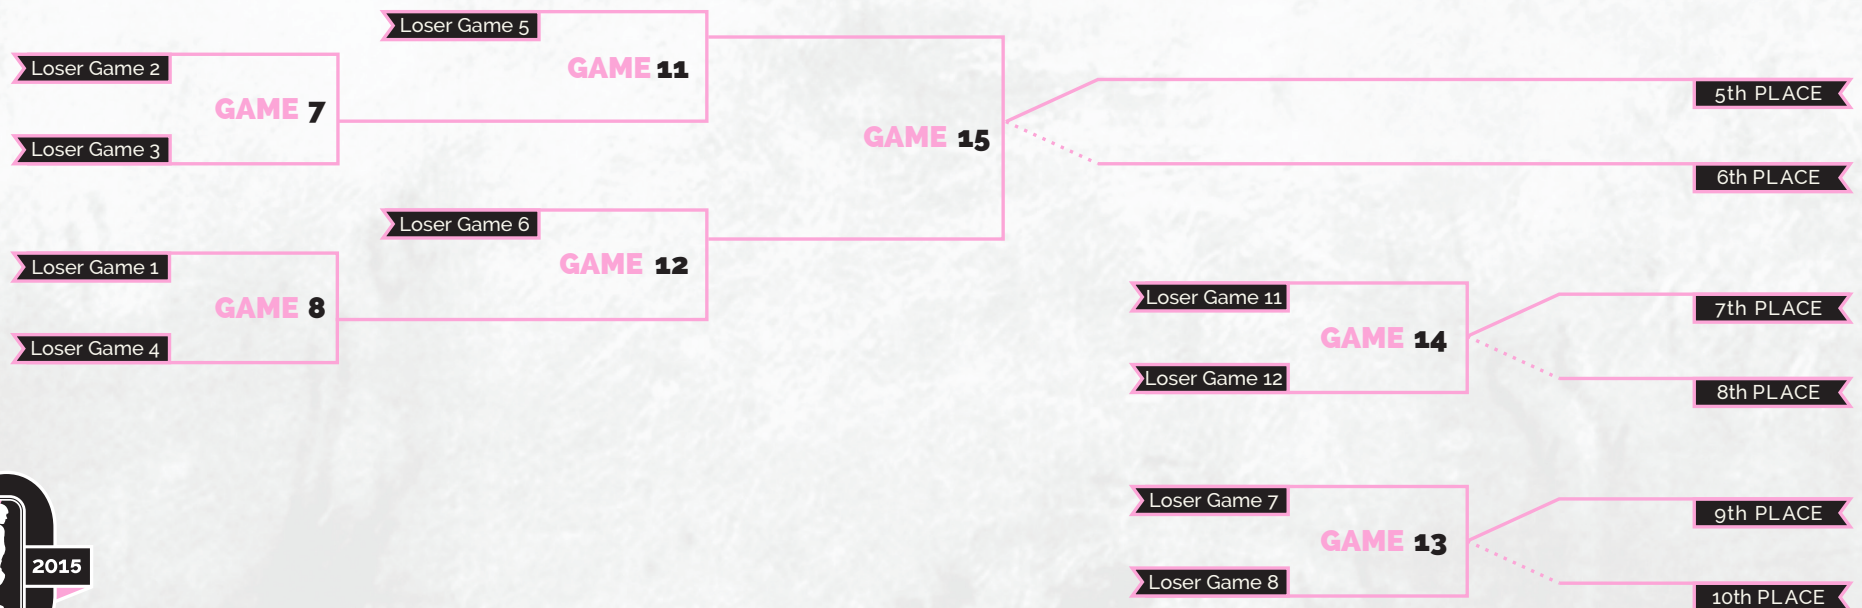 Loser Game 5
GAME 11
Loser Game 2
GAME 7
Loser Game 3
GAME 15
5th PLACE
6th PLACE
Loser Game 6
GAME 12
Loser Game 1
GAME 8
Loser Game 4
Loser Game 11
GAME 14
Loser Game 12
7th PLACE
8th PLACE
Loser Game 7
GAME 13
Loser Game 8
9th PLACE
10th PLACE
2015